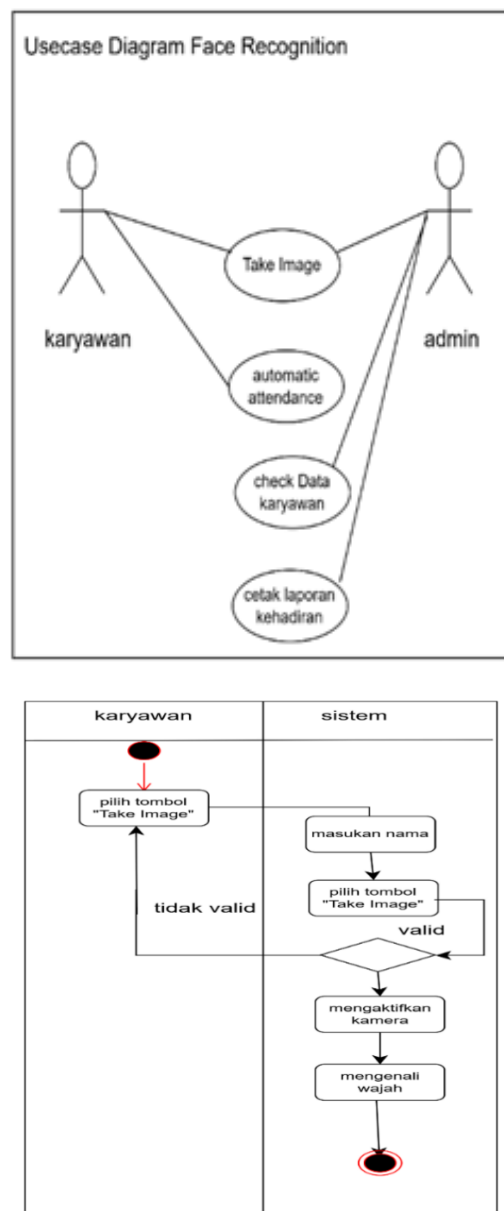 Usecase Diagram Face Recognition
Take Image
karyawan
admin
automatic
attendance
check Data
karyawan
cetak laporan
kehadiran
karyawan
sistem
pilih tombol
"Take Image"
masukan nama
pilih tombol
"Take Image"
tidak valid
valid
mengaktifkan
kamera
mengenali
wajah